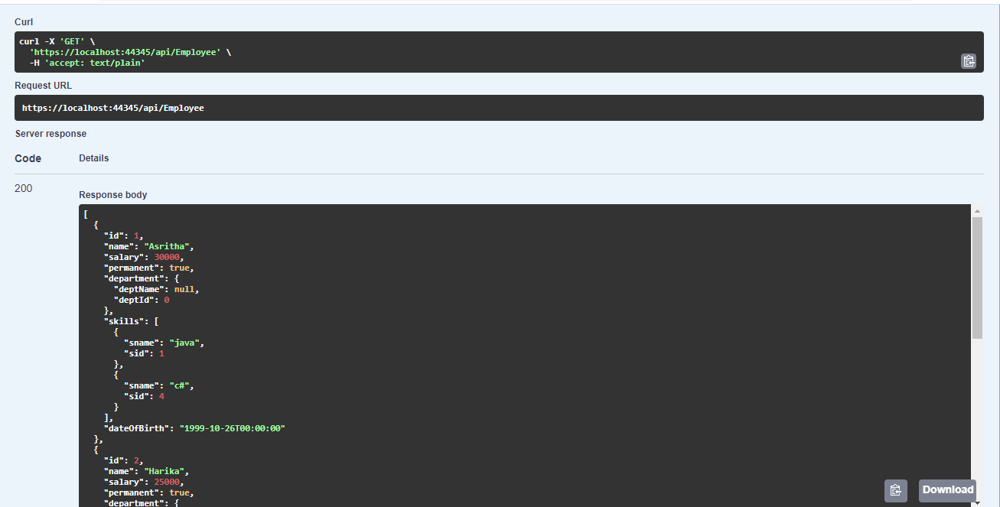 Curl
curl -X 'GET' \
  'https://localhost:44345/api/Employee' \
  -H 'accept: text/plain'
Request URL
https://localhost:44345/api/Employee
Server response
Code Details
200
Response body
[
  {
    "id": 1,
    "name": "Asritha",
    "salary": 30000,
    "permanent": true,
    "department": {
      "deptName": null,
      "deptId": 0
    },
    "skills": [
      {
        "sname": "java",
        "sid": 1
      },
      {
        "sname": "c#",
        "sid": 4
      }
    ],
    "dateOfBirth": "1999-10-26T00:00:00"
  },
  {
    "id": 2,
    "name": "Harika",
    "salary": 25000,
    "permanent": true,
    "department": {
Download